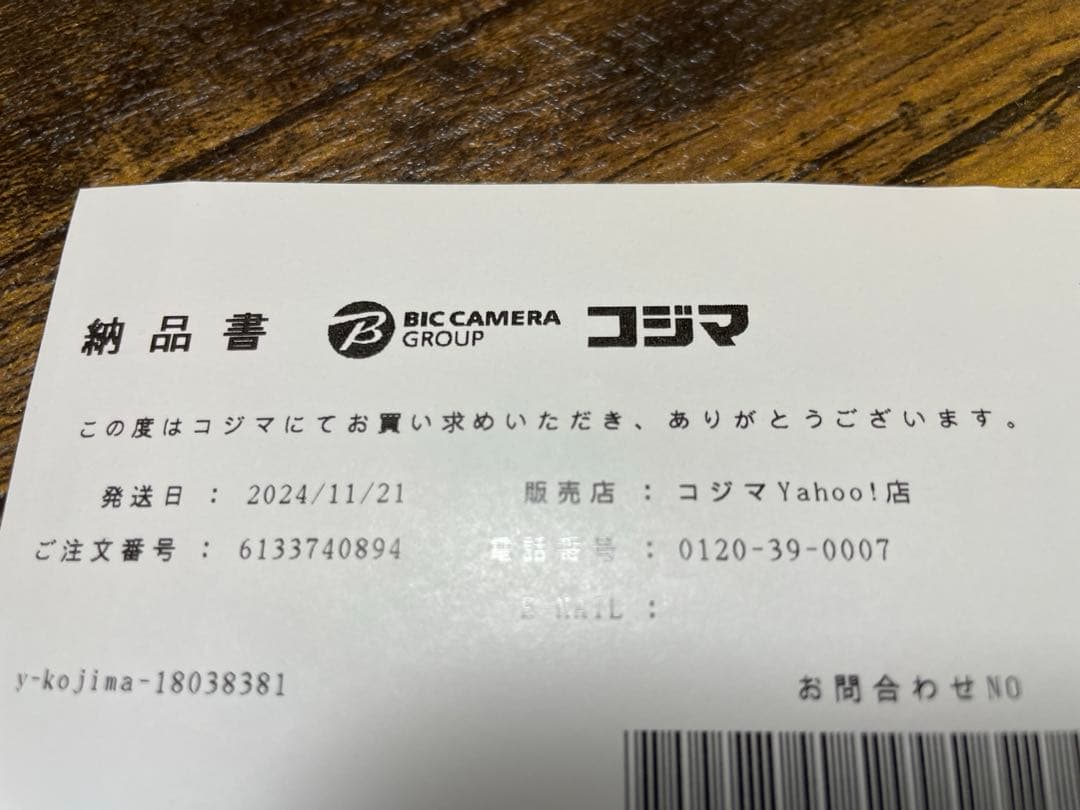 納品書 BIC CAMERA GROUP コジマ
この度はコジマにてお買い求めいただき、ありがとうございます。
発送日 : 2024/11/21 販売店 : コジマYahoo!店
ご注文番号 : 6133740894 電話番号 : 0120-39-0007
E-MAIL :
y-kojima-18038381 お問合わせNO